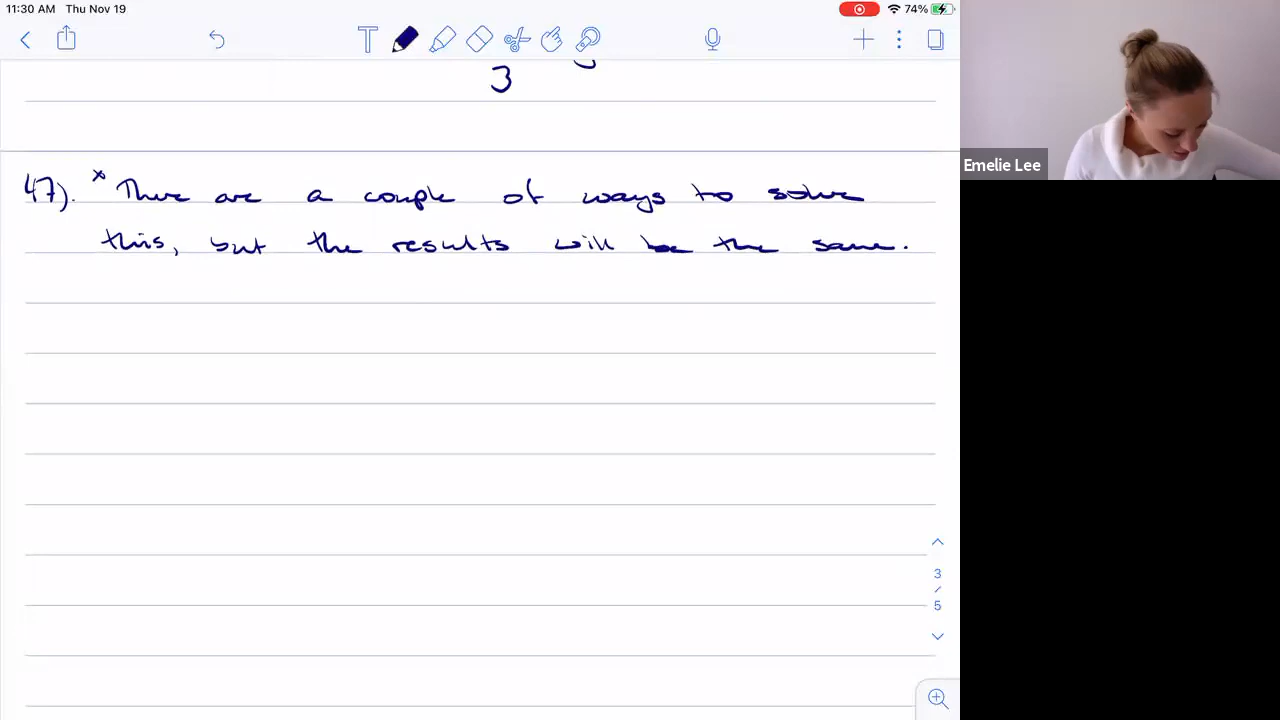 11:30 AM Thu Nov 19
74%
T
3
47). * There are a couple of ways to solve
this, but the results will be the same.
Emelie Lee
3
/
5